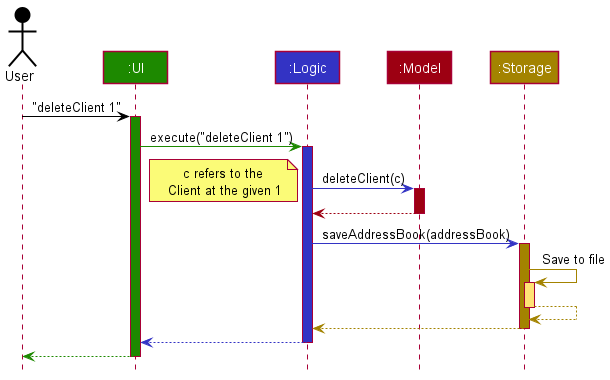 User
:UI
:Logic
:Model
:Storage
"deleteClient 1"
execute("deleteClient 1")
c refers to the
Client at the given 1
deleteClient(c)
saveAddressBook(addressBook)
Save to file